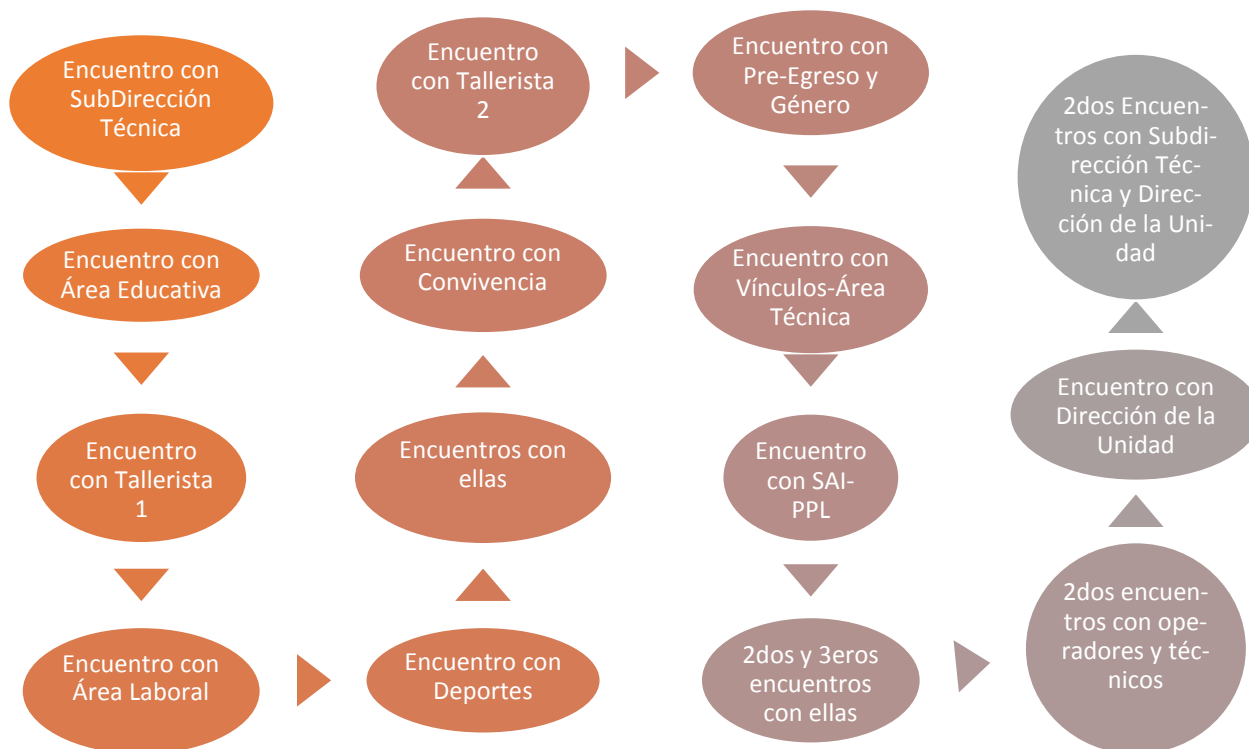 Encuentro con
SubDirección
Técnica
Encuentro con
Área Educativa
Encuentro
con Tallerista
1
Encuentro con
Área Laboral
Encuentro con
Deportes
Encuentros con
ellas
Encuentro con
Convivencia
Encuentro
con Tallerista
2
Encuentro con
Pre-Egreso y
Género
Encuentro con
Vínculos-Área
Técnica
Encuentro
con SAI-
PPL
2dos y 3eros
encuentros
con ellas
2dos encuen-
tros con ope-
radores y téc-
nicos
Encuentro con
Dirección de la
Unidad
2dos Encuen-
tros con Subdi-
rección Téc-
nica y Direc-
ción de la Uni-
dad